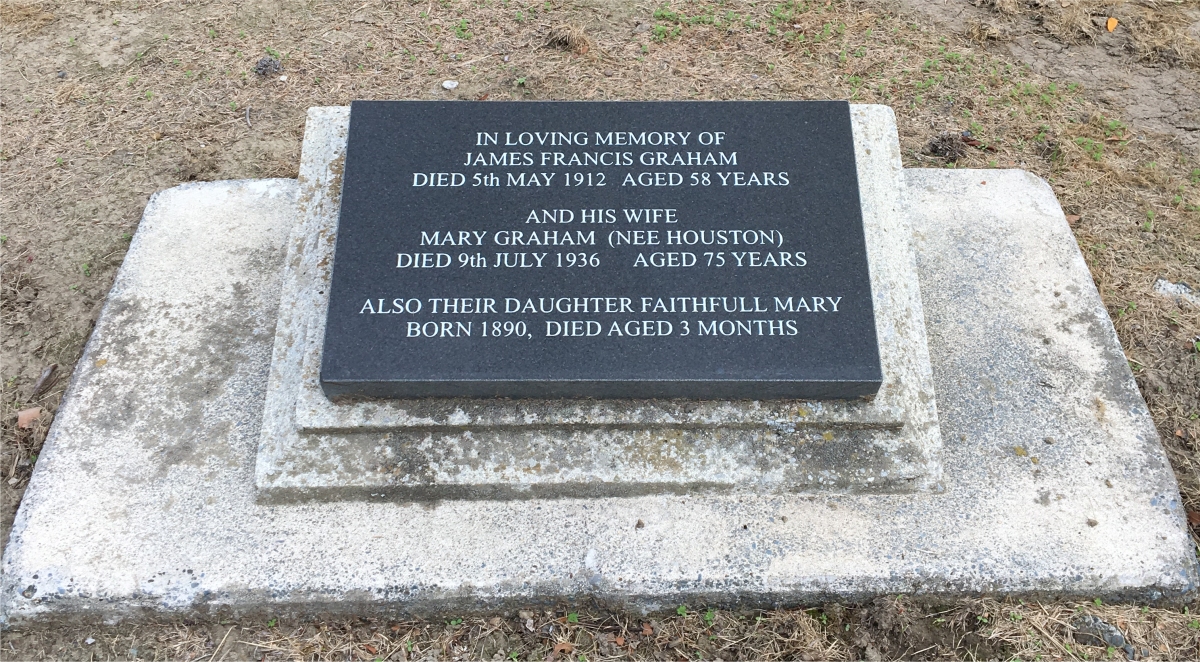 IN LOVING MEMORY OF
JAMES FRANCIS GRAHAM
DIED 5th MAY 1912 AGED 58 YEARS
AND HIS WIFE
MARY GRAHAM (NEE HOUSTON)
DIED 9th JULY 1936 AGED 75 YEARS
ALSO THEIR DAUGHTER FAITHFULL MARY
BORN 1890, DIED AGED 3 MONTHS